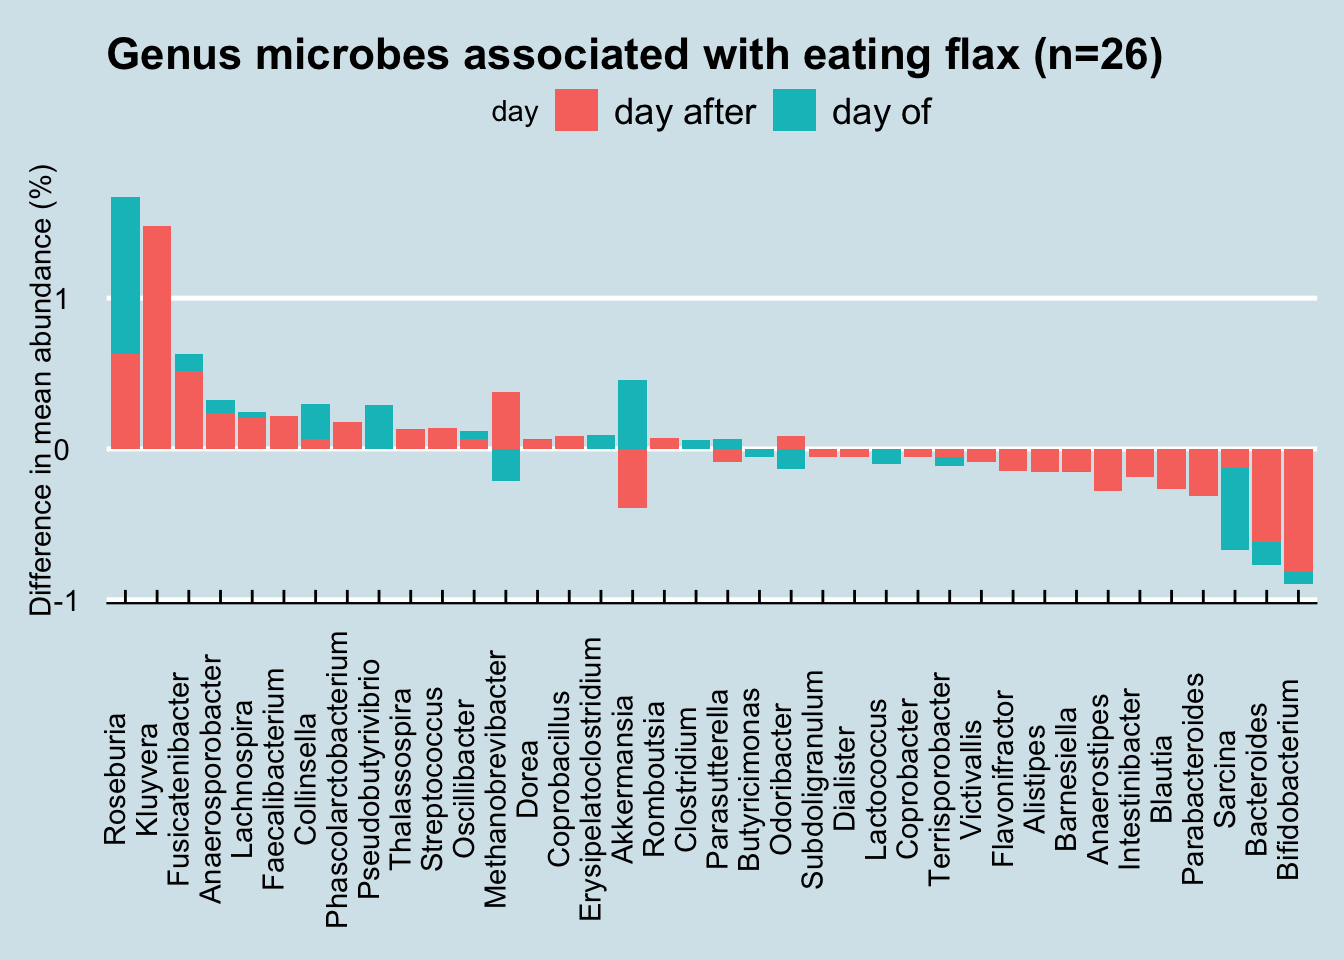 Genus microbes associated with eating flax (n=26)
day day after day of
Difference in mean abundance (%)
1
0
-1
Roseburia
Kluyvera
Fusicatenibacter
Anaerosporobacter
Lachnospira
Faecalibacterium
Collinsella
Phascolarctobacterium
Pseudobutyrivibrio
Thalassospira
Streptococcus
Oscillibacter
Methanobrevibacter
Dorea
Coprobacillus
Erysipelatoclostridium
Akkermansia
Romboutsia
Clostridium
Parasutterella
Butyricimonas
Odoribacter
Subdoligranulum
Dialister
Lactococcus
Coprobacter
Terrisporobacter
Victivallis
Flavonifractor
Alistipes
Barnesiella
Anaerostipes
Intestinibacter
Blautia
Parabacteroides
Sarcina
Bacteroides
Bifidobacterium